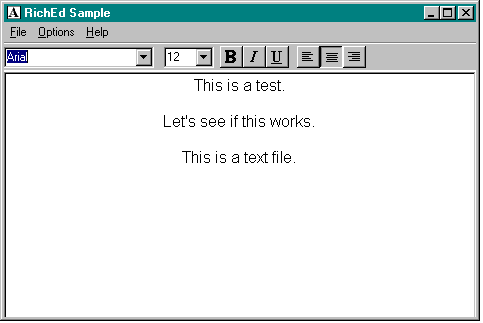 RichEd Sample
File Options Help
Arial 12 B I U
This is a test.
Let's see if this works.
This is a text file.